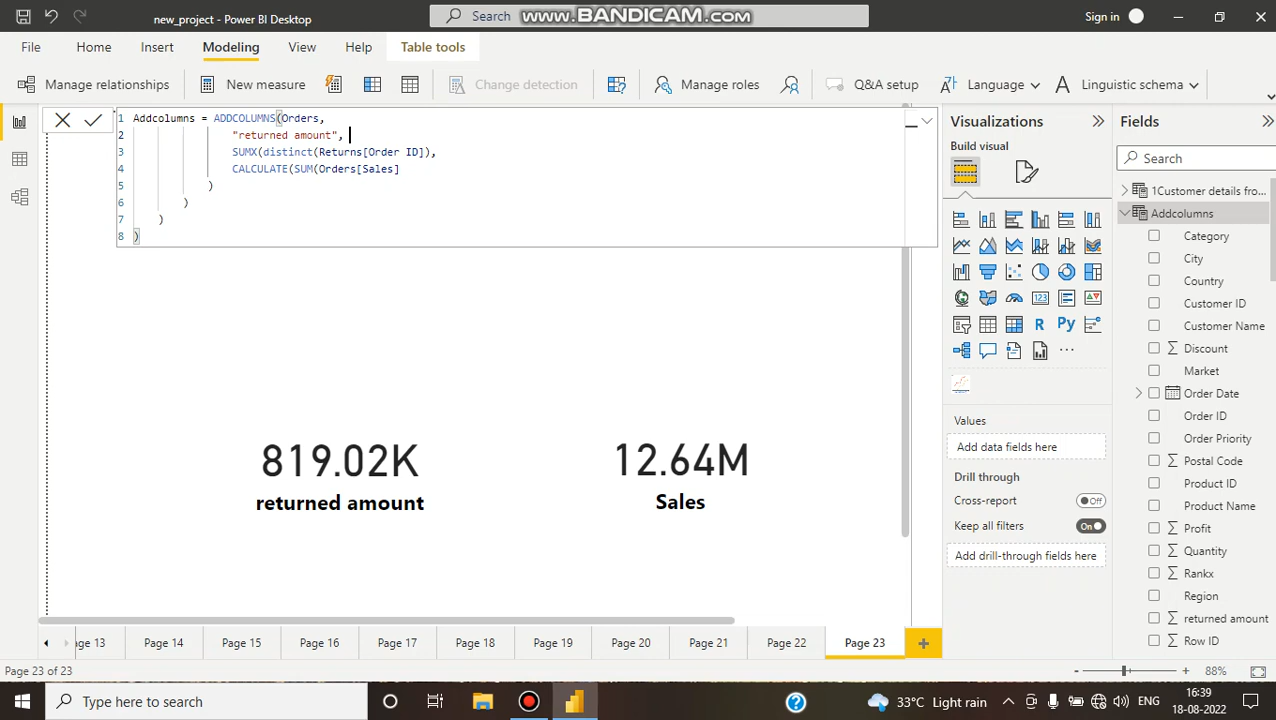 new_project - Power BI Desktop
Search
www.BANDICAM.com
Sign in
File
Home
Insert
Modeling
View
Help
Table tools
Manage relationships
New measure
Change detection
Manage roles
Q&A setup
Language
Linguistic schema
1 Addcolumns = ADDCOLUMNS(Orders,
2 "returned amount",
3 SUMX(distinct(Returns[Order ID]),
4 CALCULATE(SUM(Orders[Sales]
5 )
6 )
7 )
8 )
819.02K
returned amount
12.64M
Sales
Visualizations
Build visual
123
R
Py
Values
Add data fields here
Drill through
Cross-report
Off
Keep all filters
On
Add drill-through fields here
Fields
Search
1Customer details fro...
Addcolumns
Category
City
Country
Customer ID
Customer Name
Discount
Market
Order Date
Order ID
Order Priority
Postal Code
Product ID
Product Name
Profit
Quantity
Rankx
Region
returned amount
Row ID
age 13
Page 14
Page 15
Page 16
Page 17
Page 18
Page 19
Page 20
Page 21
Page 22
Page 23
Page 23 of 23
88%
Type here to search
33°C Light rain
ENG
16:39
18-08-2022